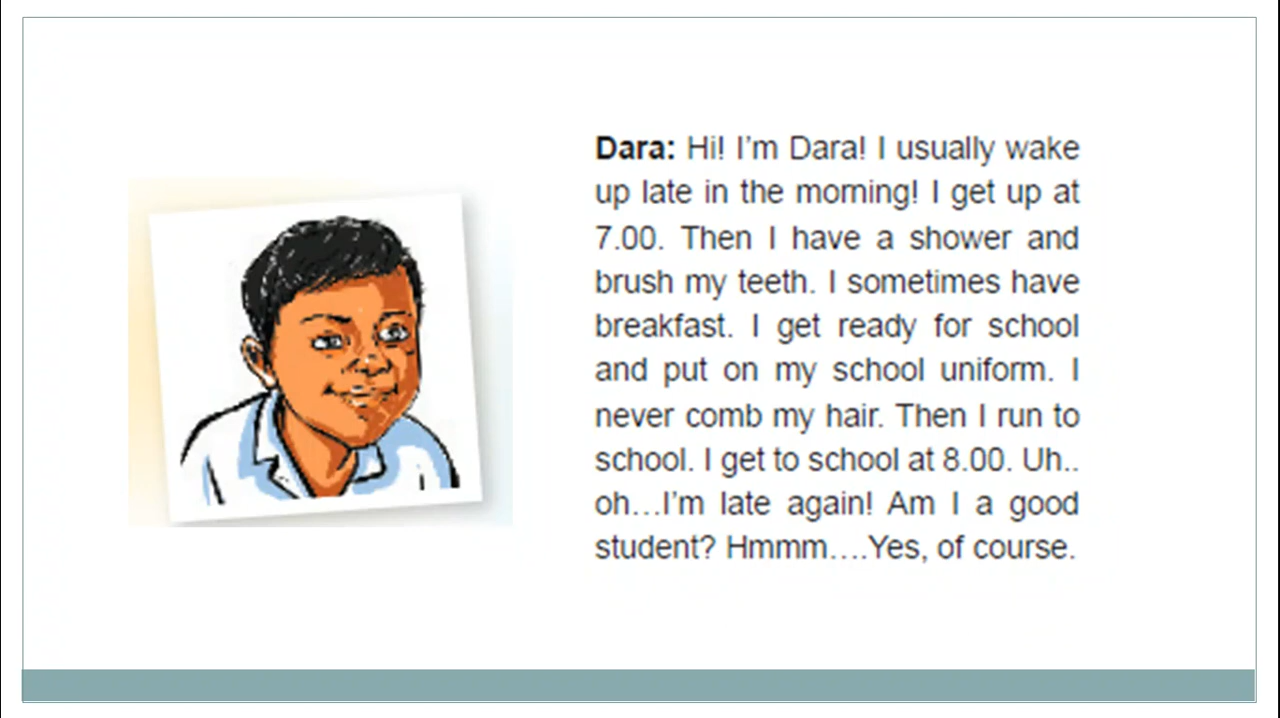 Dara: Hi! I'm Dara! I usually wake
up late in the morning! I get up at
7.00. Then I have a shower and
brush my teeth. I sometimes have
breakfast. I get ready for school
and put on my school uniform. I
never comb my hair. Then I run to
school. I get to school at 8.00. Uh..
oh…I'm late again! Am I a good
student? Hmmm….Yes, of course.